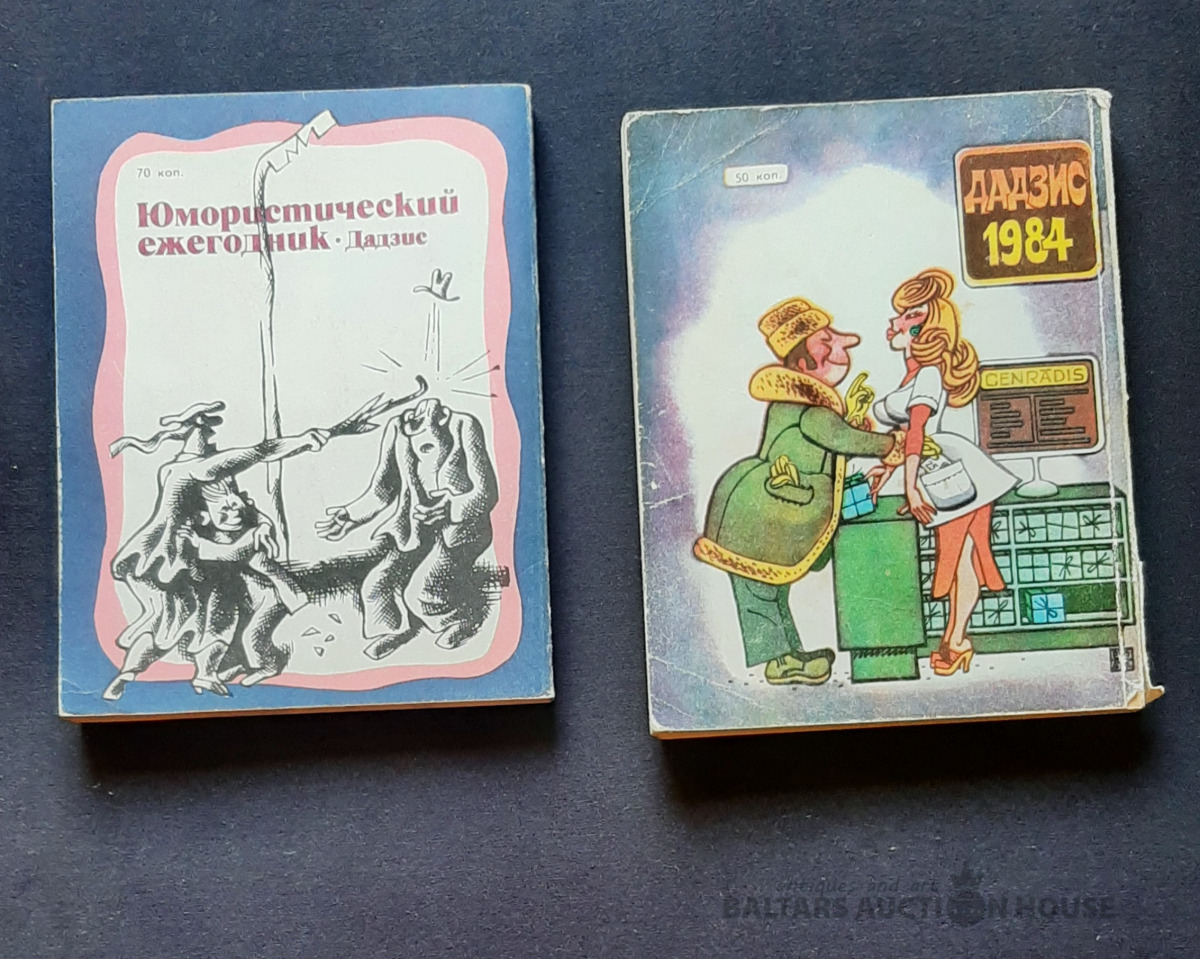 70 коп.
Юмористический
ежегодник · Дадзис
50 коп.
ДАДЗИС
1984
CENRĀDIS
antiques and art
BALTARS AUCTION HOUSE